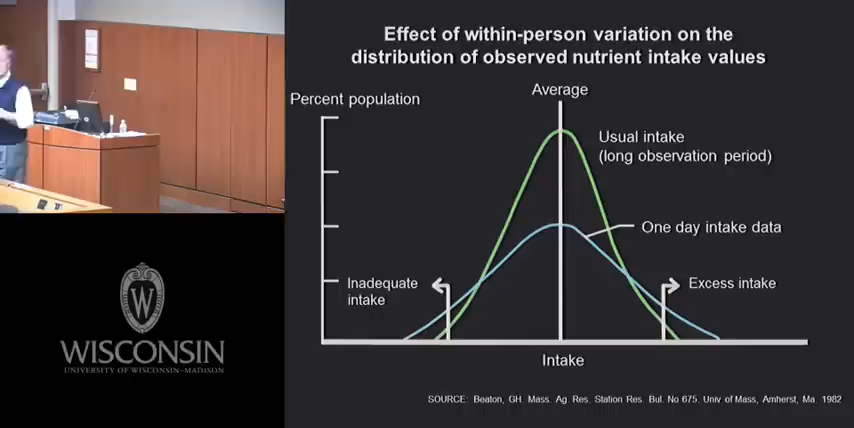 Effect of within-person variation on the
distribution of observed nutrient intake values
Average
Percent population
Usual intake
(long observation period)
One day intake data
Inadequate
intake
Excess intake
Intake
SOURCE: Beaton, GH. Mass. Ag. Res. Station Res. Bul. No 675. Univ of Mass, Amherst, Ma. 1982
W
WISCONSIN
UNIVERSITY OF WISCONSIN–MADISON